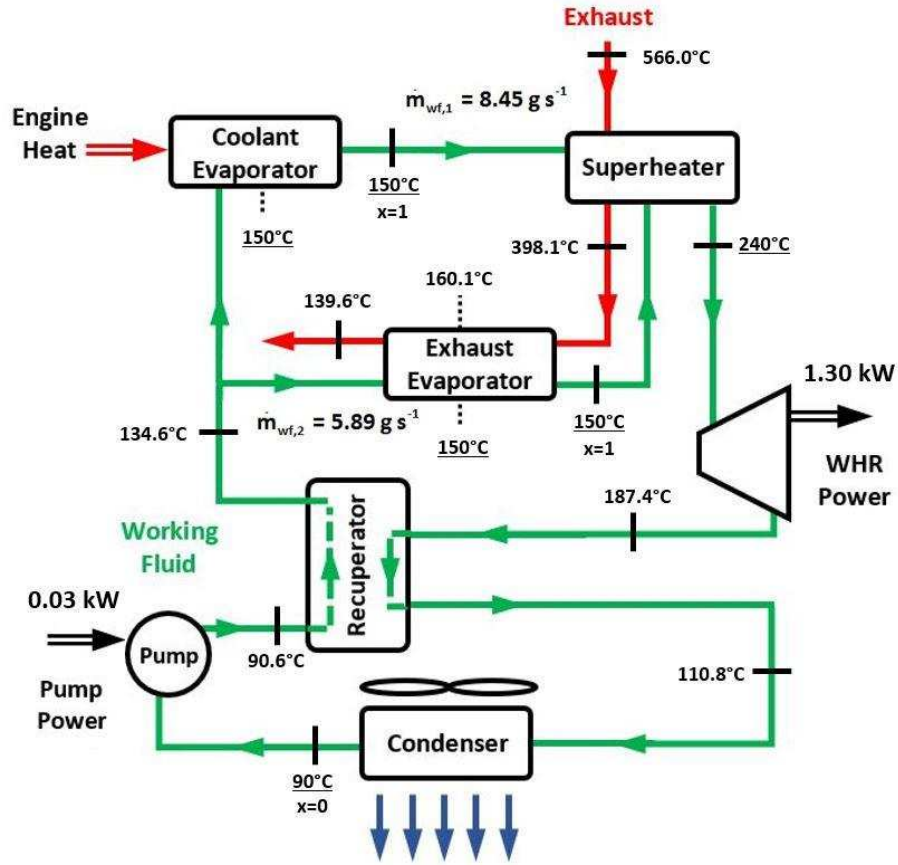 Exhaust
566.0°C
ṁwf,1 = 8.45 g s⁻¹
Engine
Heat
Coolant
Evaporator
Superheater
150°C
x=1
150°C
398.1°C
240°C
160.1°C
139.6°C
Exhaust
Evaporator
1.30 kW
134.6°C
ṁwf,2 = 5.89 g s⁻¹
150°C
150°C
x=1
WHR
Power
187.4°C
Working
Fluid
Recuperator
0.03 kW
Pump
90.6°C
110.8°C
Pump
Power
Condenser
90°C
x=0